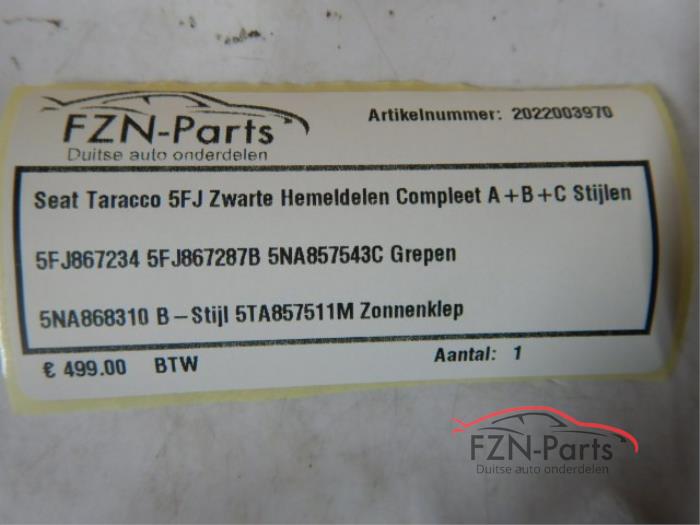 FZN-Parts
Duitse auto onderdelen
Artikelnummer: 2022003970
Seat Taracco 5FJ Zwarte Hemeldelen Compleet A+B+C Stijlen
5FJ867234 5FJ867287B 5NA857543C Grepen
5NA868310 B-Stijl 5TA857511M Zonnenklep
€ 499.00 BTW
Aantal: 1
FZN-Parts
Duitse auto onderdelen